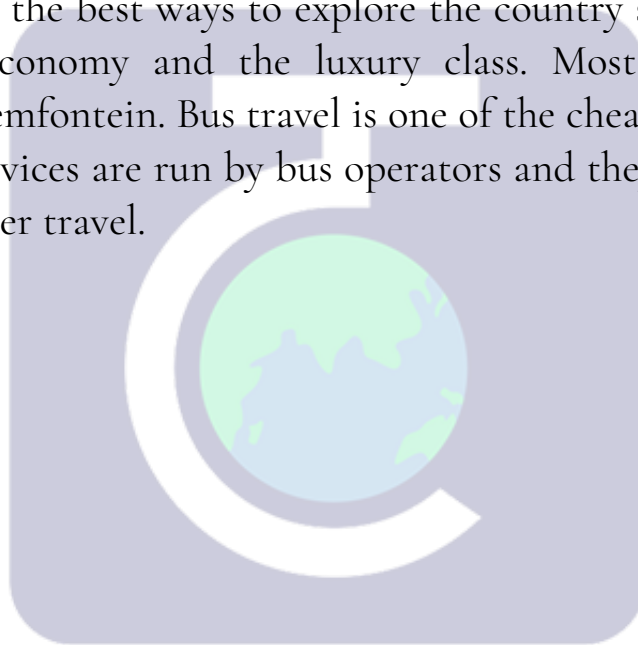 the best ways to explore the country
conomy and the luxury class. Most
emfontein. Bus travel is one of the chea
vices are run by bus operators and the
er travel.